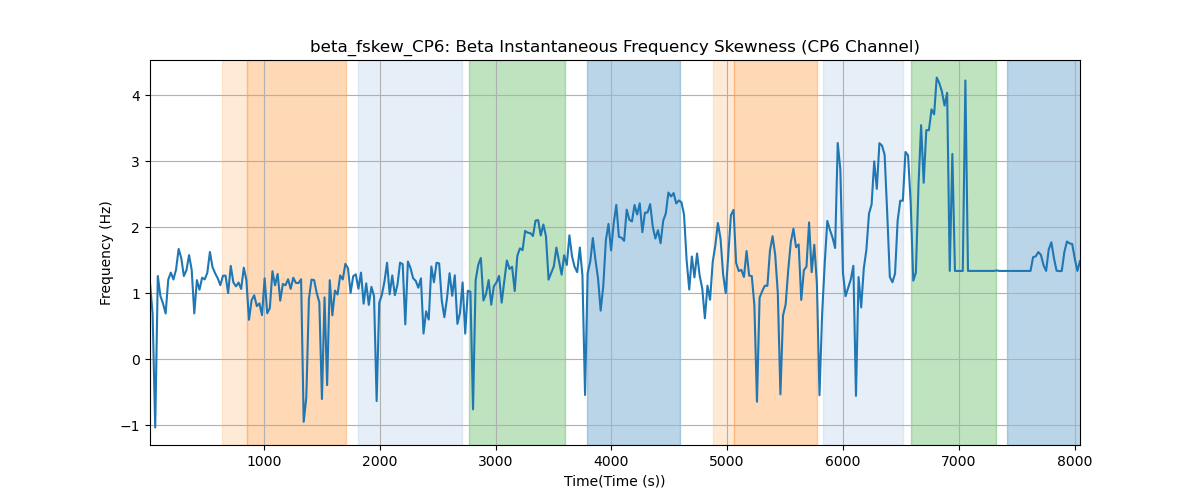 beta_fskew_CP6: Beta Instantaneous Frequency Skewness (CP6 Channel)
Frequency (Hz)
4
3
2
1
0
−1
1000 2000 3000 4000 5000 6000 7000 8000
Time(Time (s))